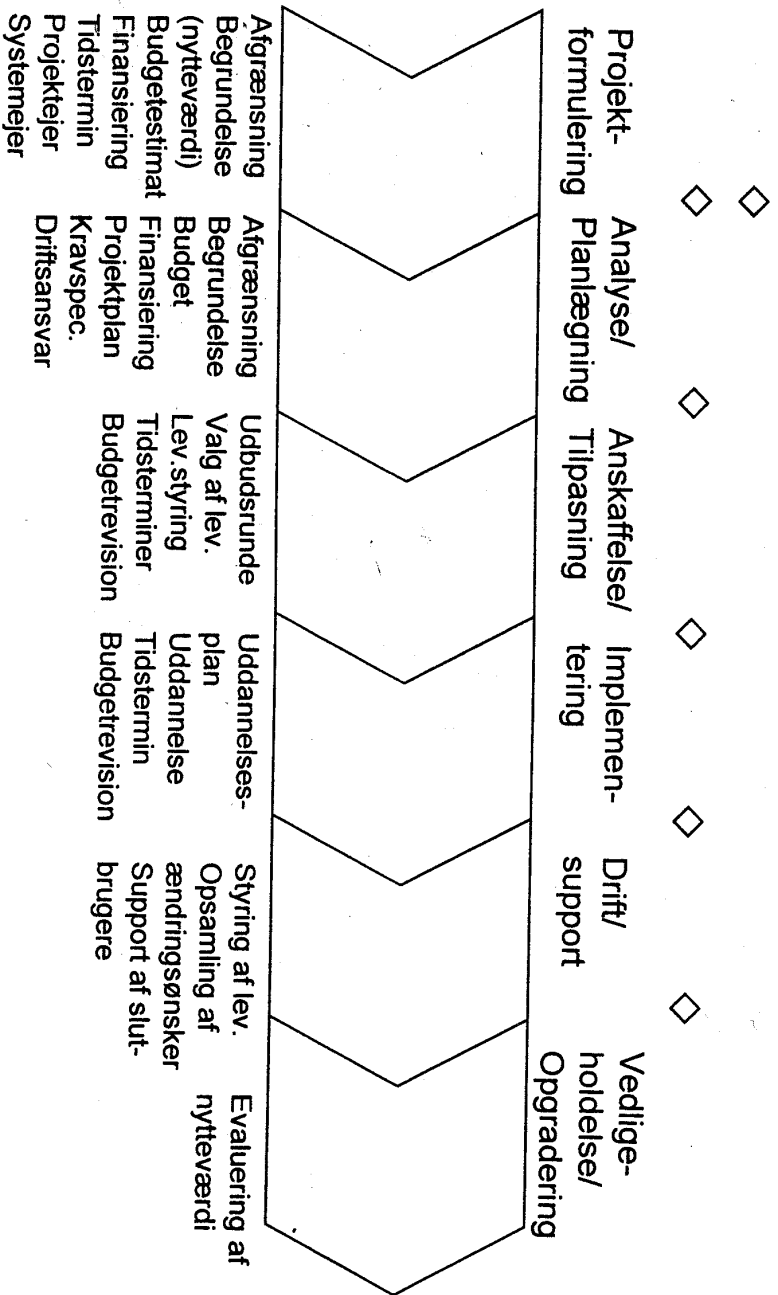 Projekt-
formulering
Analyse/
Planlægning
Anskaffelse/
Tilpasning
Implemen-
tering
Drift/
support
Vedlige-
holdelse/
Opgradering
Afgrænsning
Begrundelse
(nytteværdi)
Budgetestimat
Finansiering
Tidstermin
Projektejer
Systemejer
Afgrænsning
Begrundelse
Budget
Finansiering
Projektplan
Kravspec.
Driftsansvar
Udbudsrunde
Valg af lev.
Lev.styring
Tidsterminer
Budgetrevision
Uddannelses-
plan
Uddannelse
Tidstermin
Budgetrevision
Styring af lev.
Opsamling af
ændringsønsker
Support af slut-
brugere
Evaluering af
nytteværdi